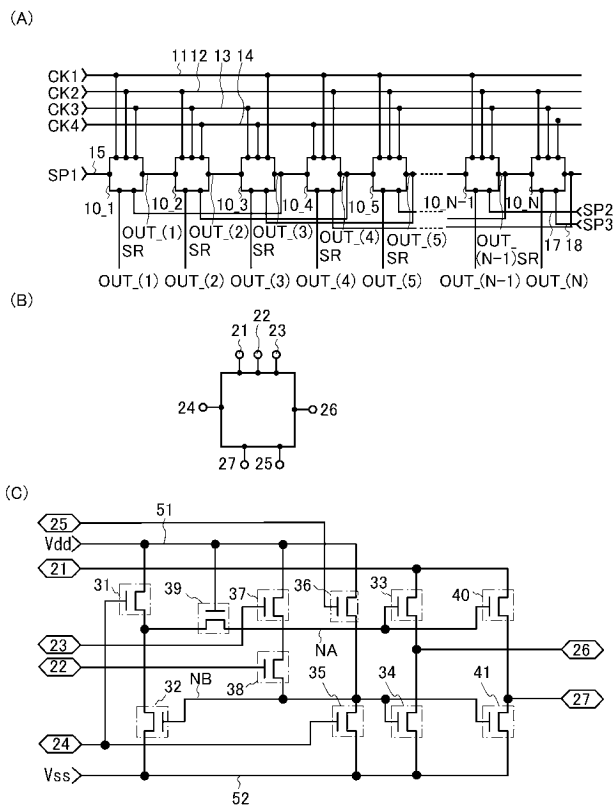 (A)
1112 13 14
CK1
CK2
CK3
CK4
15
SP1
10_1 10_2 10_3 10_4 10_5 10_N-1 10_N
SP2
SP3
OUT_(1) SR
OUT_(2) SR
OUT_(3) SR
OUT_(4) SR
OUT_(5) SR
OUT_ (N-1)SR
17 18
OUT_(1) OUT_(2) OUT_(3) OUT_(4) OUT_(5) OUT_(N-1) OUT_(N)
(B)
22
21 23
24 26
27 25
(C)
25 51
Vdd
21
31 39 37 36 33 40
23 NA
26
22
32 NB 38 35 34 41
27
24
Vss
52